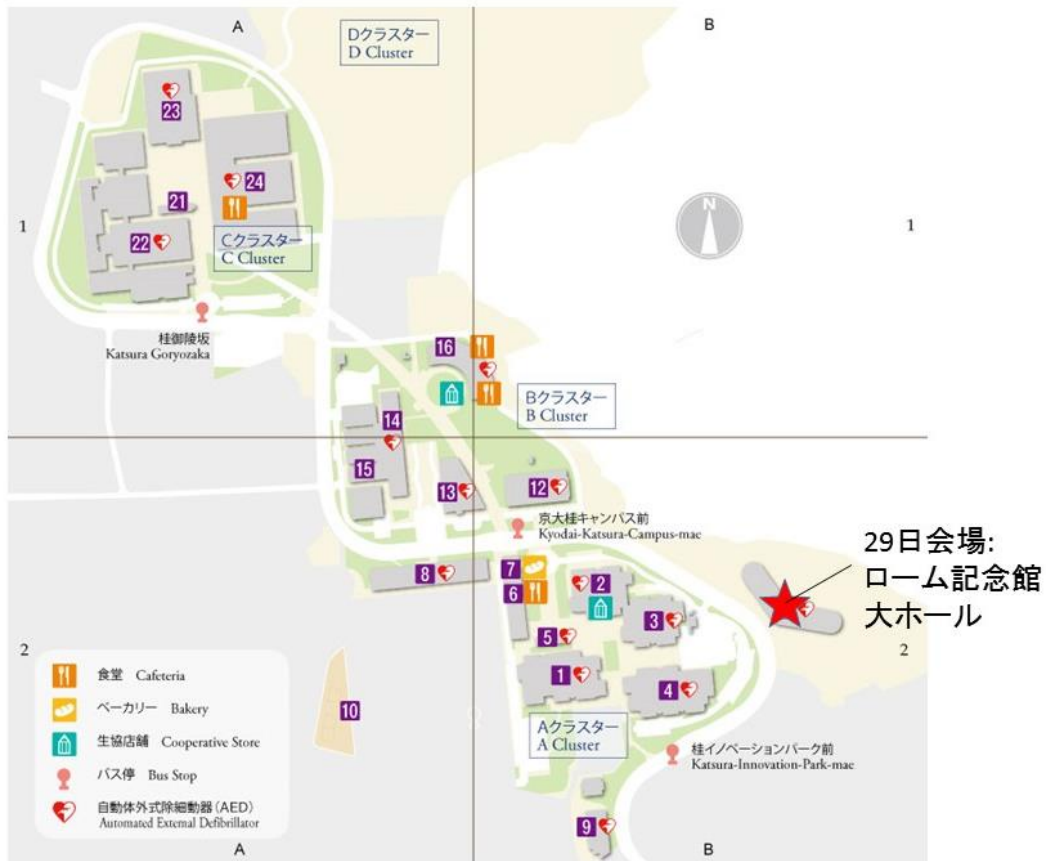 A
B
Dクラスター
D Cluster
23
24
21
1
1
22
Cクラスター
C Cluster
N
桂御陵坂
Katsura Goryozaka
16
Bクラスター
B Cluster
14
15
13
12
京大桂キャンパス前
Kyodai-Katsura-Campus-mae
29日会場:
ローム記念館
大ホール
7
8
2
6
3
5
2
2
1
4
10
Aクラスター
A Cluster
桂イノベーションパーク前
Katsura-Innovation-Park-mae
9
食堂 Cafeteria
ベーカリー Bakery
生協店舗 Cooperative Store
バス停 Bus Stop
自動体外式除細動器(AED)
Automated External Defibrillator
A
B